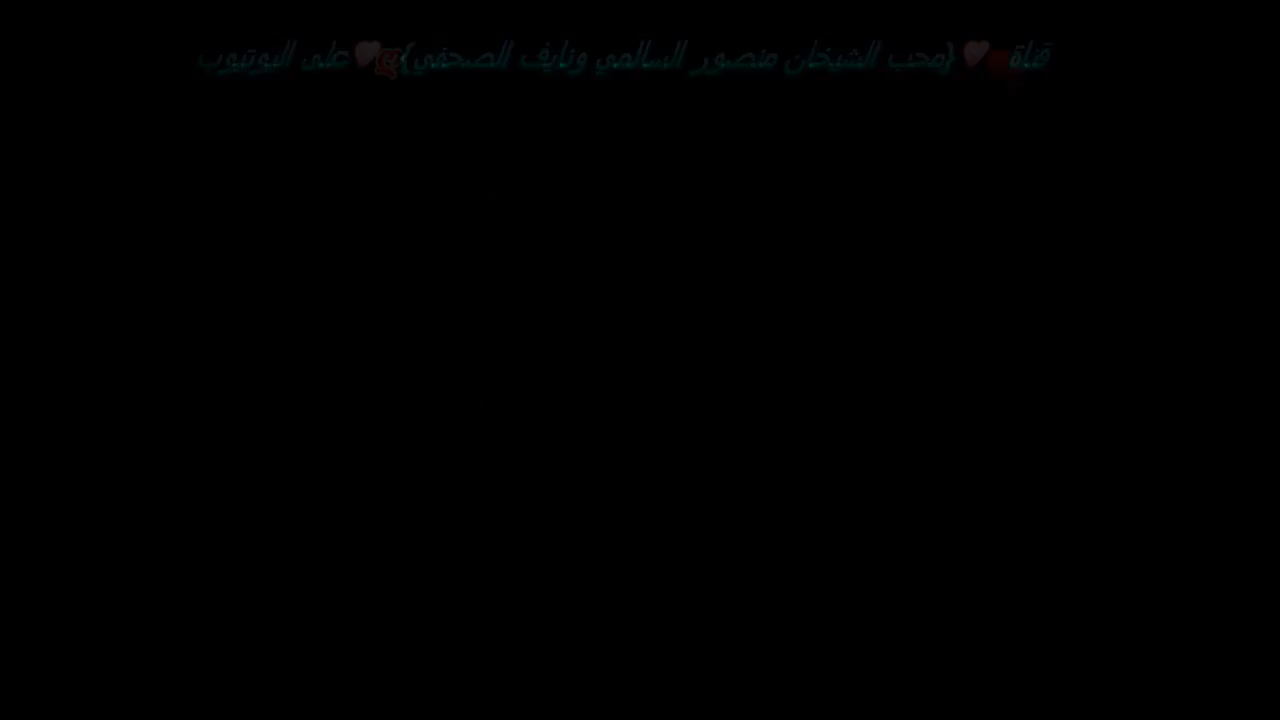 قناة ♥ {محب الشيخان منصور السالمي ونايف الصحفي} ♥ على اليوتيوب